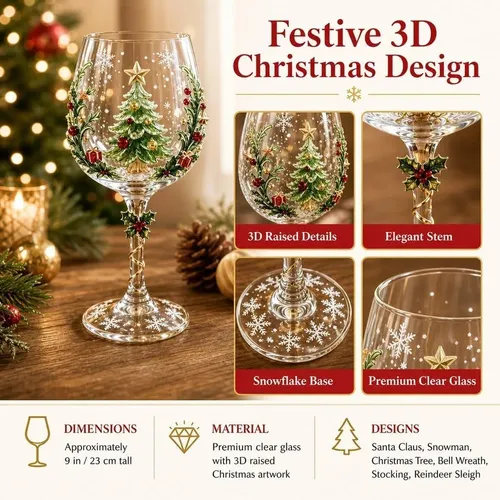 Festive 3D
Christmas Design
3D Raised Details
Elegant Stem
Snowflake Base
Premium Clear Glass
DIMENSIONS
Approximately
9 in / 23 cm tall
MATERIAL
Premium clear glass
with 3D raised
Christmas artwork
DESIGNS
Santa Claus, Snowman,
Christmas Tree, Bell Wreath,
Stocking, Reindeer Sleigh